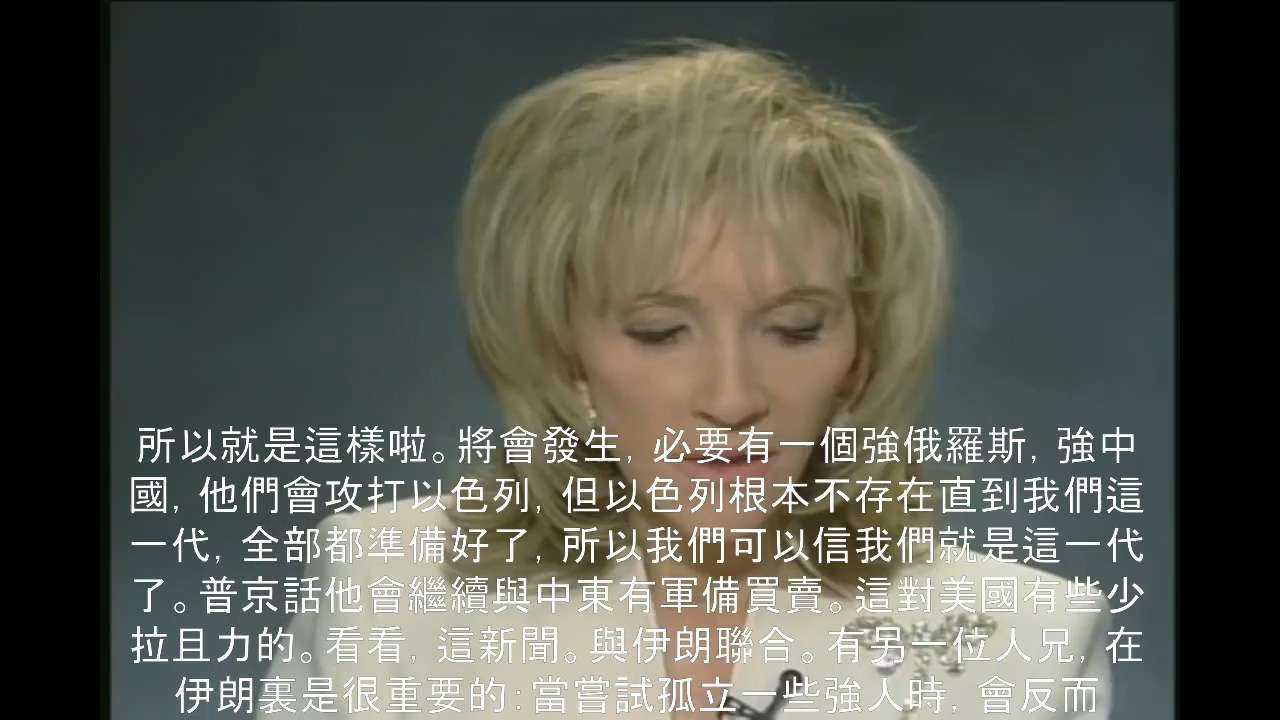 所以就是這樣啦。將會發生, 必要有一個強俄羅斯, 強中
國, 他們會攻打以色列, 但以色列根本不存在直到我們這
一代, 全部都準備好了, 所以我們可以信我們就是這一代
了。普京話他會繼續與中東有軍備買賣。這對美國有些少
拉且力的。看看, 這新聞。與伊朗聯合。有另一位人兄, 在
伊朗裏是很重要的: 當嘗試孤立一些強人時, 會反而